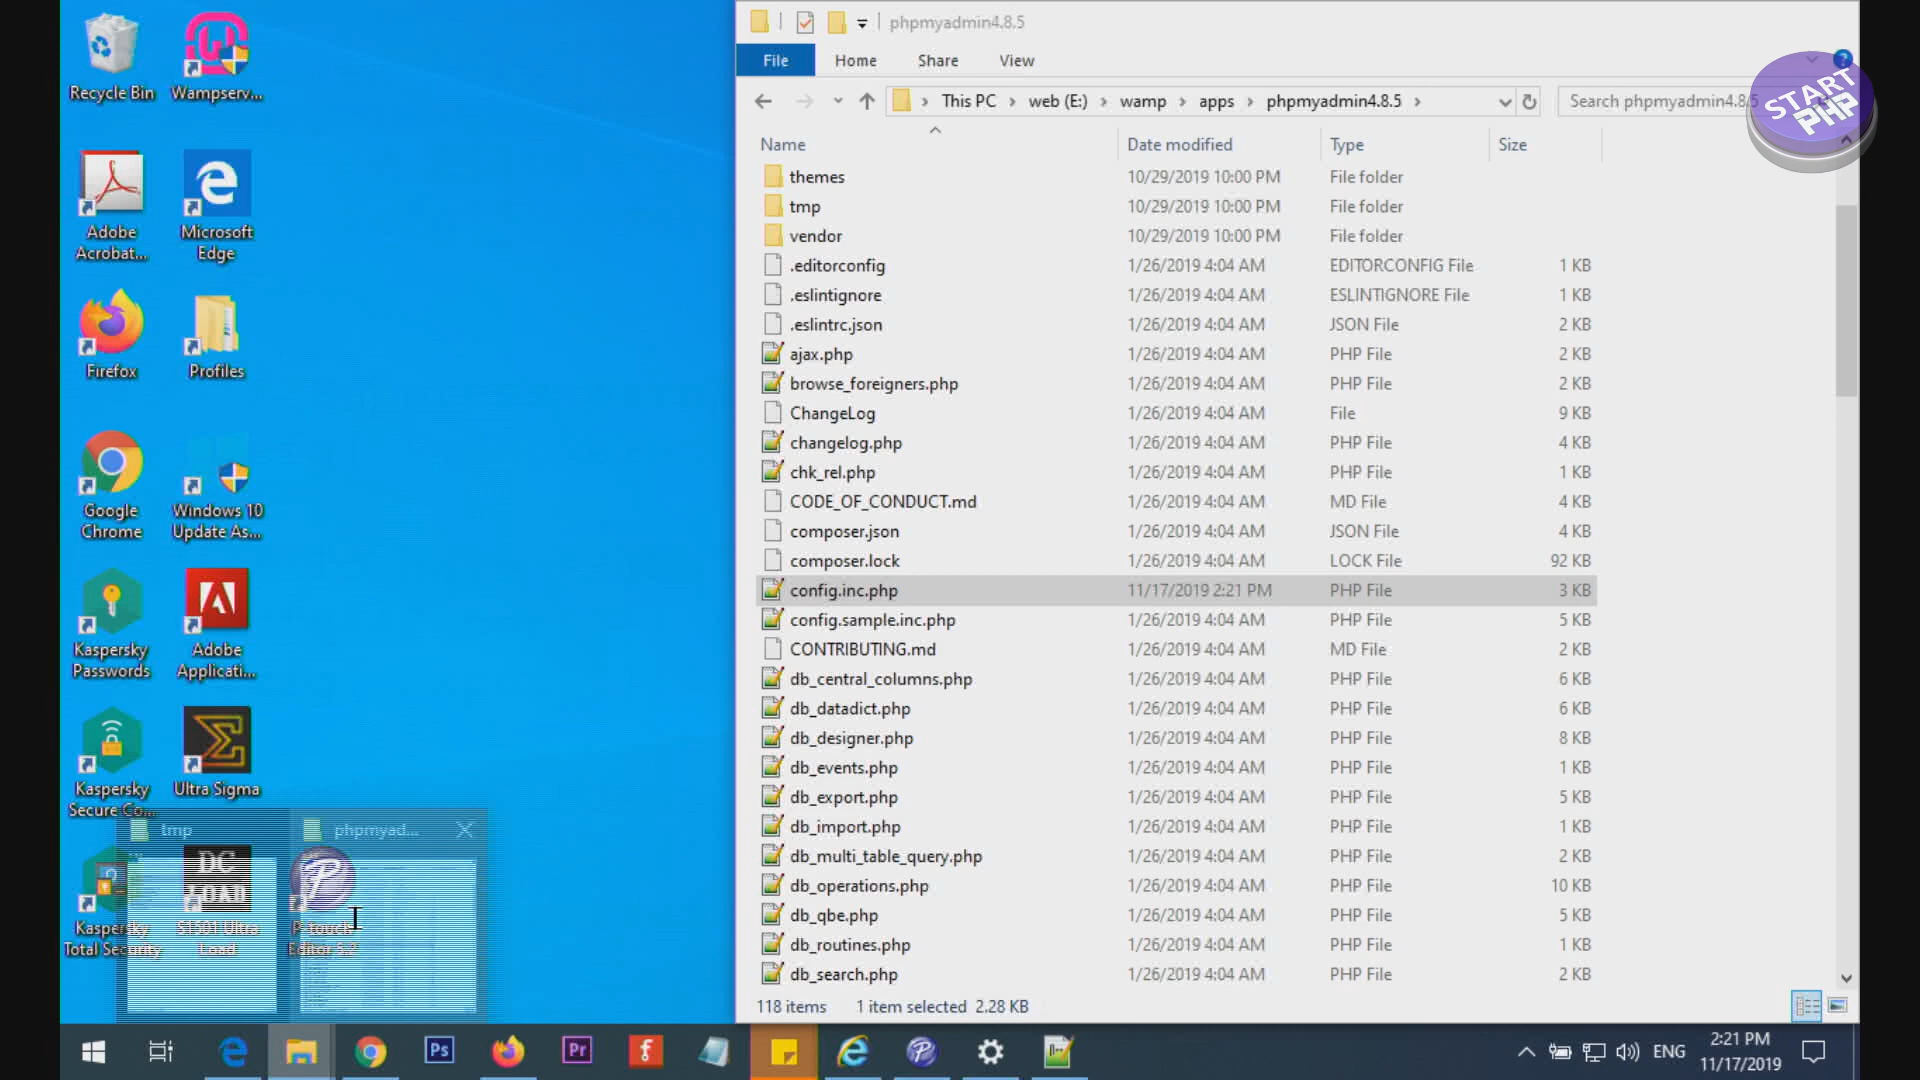 Recycle Bin
Wampserv...
Adobe
Acrobat...
Microsoft
Edge
Firefox
Profiles
Google
Chrome
Windows 10
Update As...
Kaspersky
Passwords
Adobe
Applicati...
Kaspersky
Secure Co...
Ultra Sigma
tmp
phpmyad...
DC
LOAD
Kaspersky
Total Security
S1501 Ultra
Load
P-touch
Editor 5.2
phpmyadmin4.8.5
File Home Share View
This PC > web (E:) > wamp > apps > phpmyadmin4.8.5 >
Search phpmyadmin4.8.5
START
PHP
Name Date modified Type Size
themes 10/29/2019 10:00 PM File folder
tmp 10/29/2019 10:00 PM File folder
vendor 10/29/2019 10:00 PM File folder
.editorconfig 1/26/2019 4:04 AM EDITORCONFIG File 1 KB
.eslintignore 1/26/2019 4:04 AM ESLINTIGNORE File 1 KB
.eslintrc.json 1/26/2019 4:04 AM JSON File 2 KB
ajax.php 1/26/2019 4:04 AM PHP File 2 KB
browse_foreigners.php 1/26/2019 4:04 AM PHP File 2 KB
ChangeLog 1/26/2019 4:04 AM File 9 KB
changelog.php 1/26/2019 4:04 AM PHP File 4 KB
chk_rel.php 1/26/2019 4:04 AM PHP File 1 KB
CODE_OF_CONDUCT.md 1/26/2019 4:04 AM MD File 4 KB
composer.json 1/26/2019 4:04 AM JSON File 4 KB
composer.lock 1/26/2019 4:04 AM LOCK File 92 KB
config.inc.php 11/17/2019 2:21 PM PHP File 3 KB
config.sample.inc.php 1/26/2019 4:04 AM PHP File 5 KB
CONTRIBUTING.md 1/26/2019 4:04 AM MD File 2 KB
db_central_columns.php 1/26/2019 4:04 AM PHP File 6 KB
db_datadict.php 1/26/2019 4:04 AM PHP File 6 KB
db_designer.php 1/26/2019 4:04 AM PHP File 8 KB
db_events.php 1/26/2019 4:04 AM PHP File 1 KB
db_export.php 1/26/2019 4:04 AM PHP File 5 KB
db_import.php 1/26/2019 4:04 AM PHP File 1 KB
db_multi_table_query.php 1/26/2019 4:04 AM PHP File 2 KB
db_operations.php 1/26/2019 4:04 AM PHP File 10 KB
db_qbe.php 1/26/2019 4:04 AM PHP File 5 KB
db_routines.php 1/26/2019 4:04 AM PHP File 1 KB
db_search.php 1/26/2019 4:04 AM PHP File 2 KB
118 items 1 item selected 2.28 KB
Ps
Pr
ENG
2:21 PM
11/17/2019